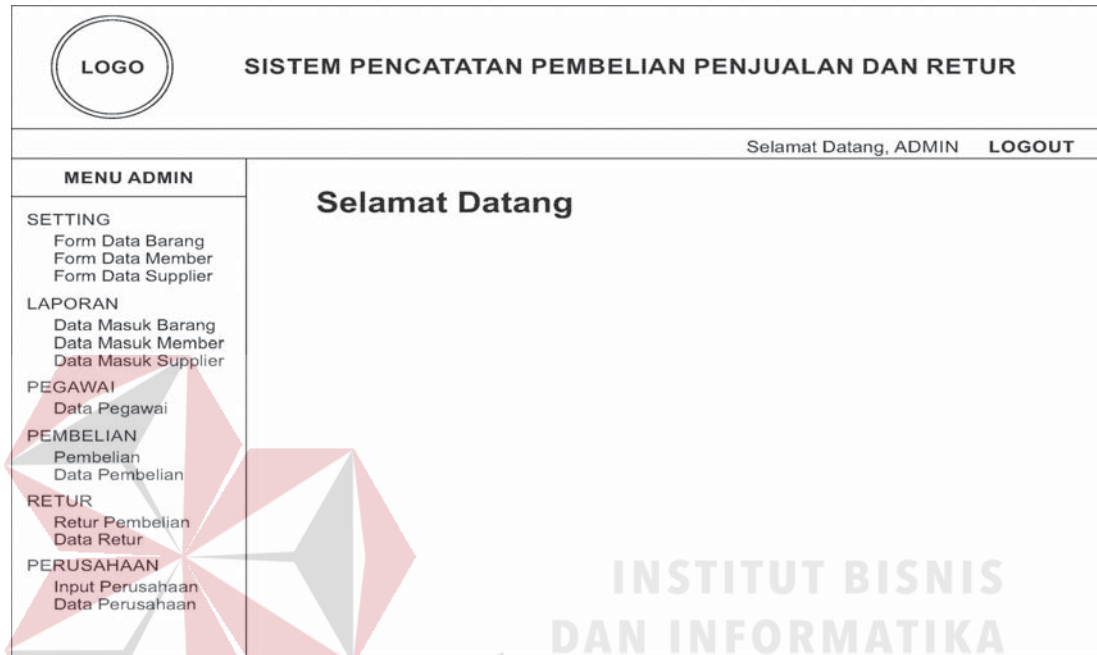 LOGO
SISTEM PENCATATAN PEMBELIAN PENJUALAN DAN RETUR
Selamat Datang, ADMIN LOGOUT
MENU ADMIN
SETTING
Form Data Barang
Form Data Member
Form Data Supplier
LAPORAN
Data Masuk Barang
Data Masuk Member
Data Masuk Supplier
PEGAWAI
Data Pegawai
PEMBELIAN
Pembelian
Data Pembelian
RETUR
Retur Pembelian
Data Retur
PERUSAHAAN
Input Perusahaan
Data Perusahaan
Selamat Datang
INSTITUT BISNIS
DAN INFORMATIKA